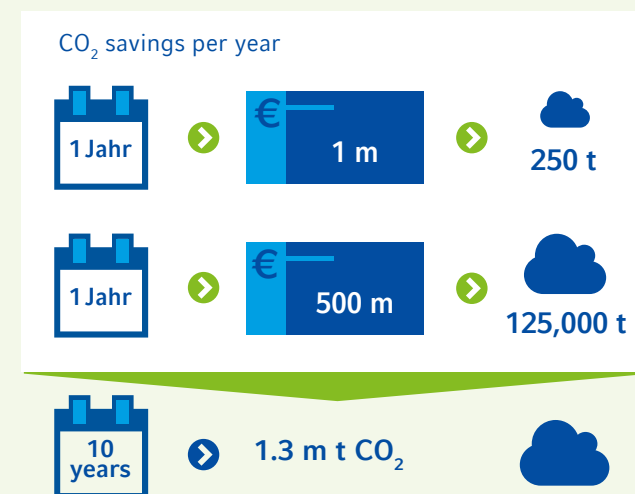 CO₂ savings per year
1 Jahr
€
1 m
250 t
1 Jahr
€
500 m
125,000 t
10
years
1.3 m t CO₂